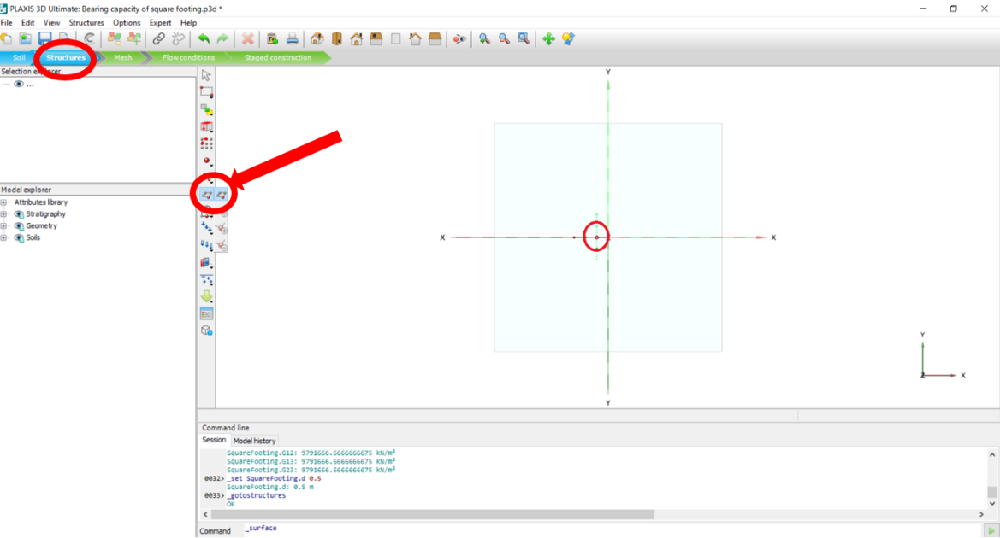 PLAXIS 3D Ultimate: Bearing capacity of square footing.p3d *
File Edit View Structures Options Expert Help
Soil Structures Mesh Flow conditions Staged construction
Selection explorer
...
Model explorer
Attributes library
Stratigraphy
Geometry
Soils
Y
X
X
Y
Y
Z
X
Command line
Session Model history
SquareFooting.G12: 9791666.6666666675 kN/m²
SquareFooting.G13: 9791666.6666666675 kN/m²
SquareFooting.G23: 9791666.6666666675 kN/m²
0032> _set SquareFooting.d 0.5
SquareFooting.d: 0.5 m
0033> _gotostructures
OK
Command _surface